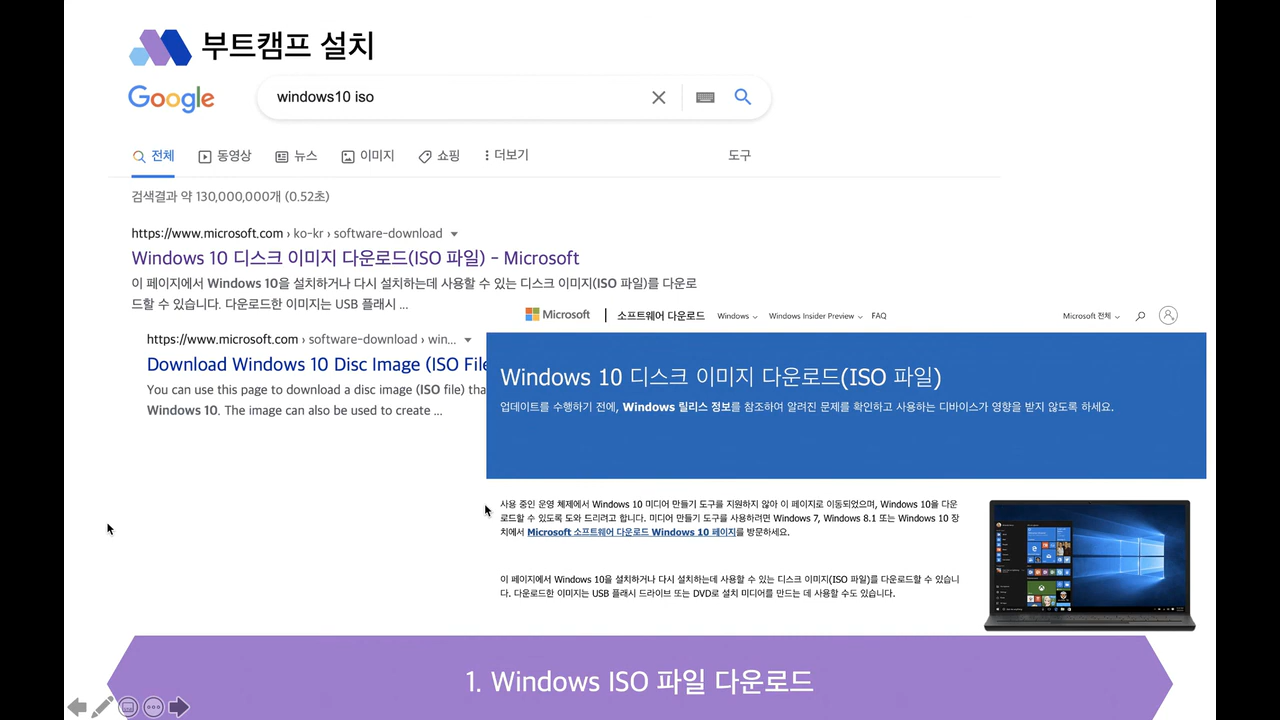 부트캠프 설치
Google
windows10 iso
전체 동영상 뉴스 이미지 쇼핑 더보기 도구
검색결과 약 130,000,000개 (0.52초)
https://www.microsoft.com › ko-kr › software-download
Windows 10 디스크 이미지 다운로드(ISO 파일) - Microsoft
이 페이지에서 Windows 10을 설치하거나 다시 설치하는데 사용할 수 있는 디스크 이미지(ISO 파일)를 다운로
드할 수 있습니다. 다운로드한 이미지는 USB 플래시 ...
https://www.microsoft.com › software-download › win...
Download Windows 10 Disc Image (ISO File
You can use this page to download a disc image (ISO file) tha
Windows 10. The image can also be used to create ...
Microsoft 소프트웨어 다운로드 Windows Windows Insider Preview FAQ Microsoft 전체
Windows 10 디스크 이미지 다운로드(ISO 파일)
업데이트를 수행하기 전에, Windows 릴리스 정보를 참조하여 알려진 문제를 확인하고 사용하는 디바이스가 영향을 받지 않도록 하세요.
사용 중인 운영 체제에서 Windows 10 미디어 만들기 도구를 지원하지 않아 이 페이지로 이동되었으며, Windows 10을 다운
로드할 수 있도록 도와 드리려고 합니다. 미디어 만들기 도구를 사용하려면 Windows 7, Windows 8.1 또는 Windows 10 장
치에서 Microsoft 소프트웨어 다운로드 Windows 10 페이지를 방문하세요.
이 페이지에서 Windows 10을 설치하거나 다시 설치하는데 사용할 수 있는 디스크 이미지(ISO 파일)를 다운로드할 수 있습니
다. 다운로드한 이미지는 USB 플래시 드라이브 또는 DVD로 설치 미디어를 만드는 데 사용할 수도 있습니다.
1. Windows ISO 파일 다운로드